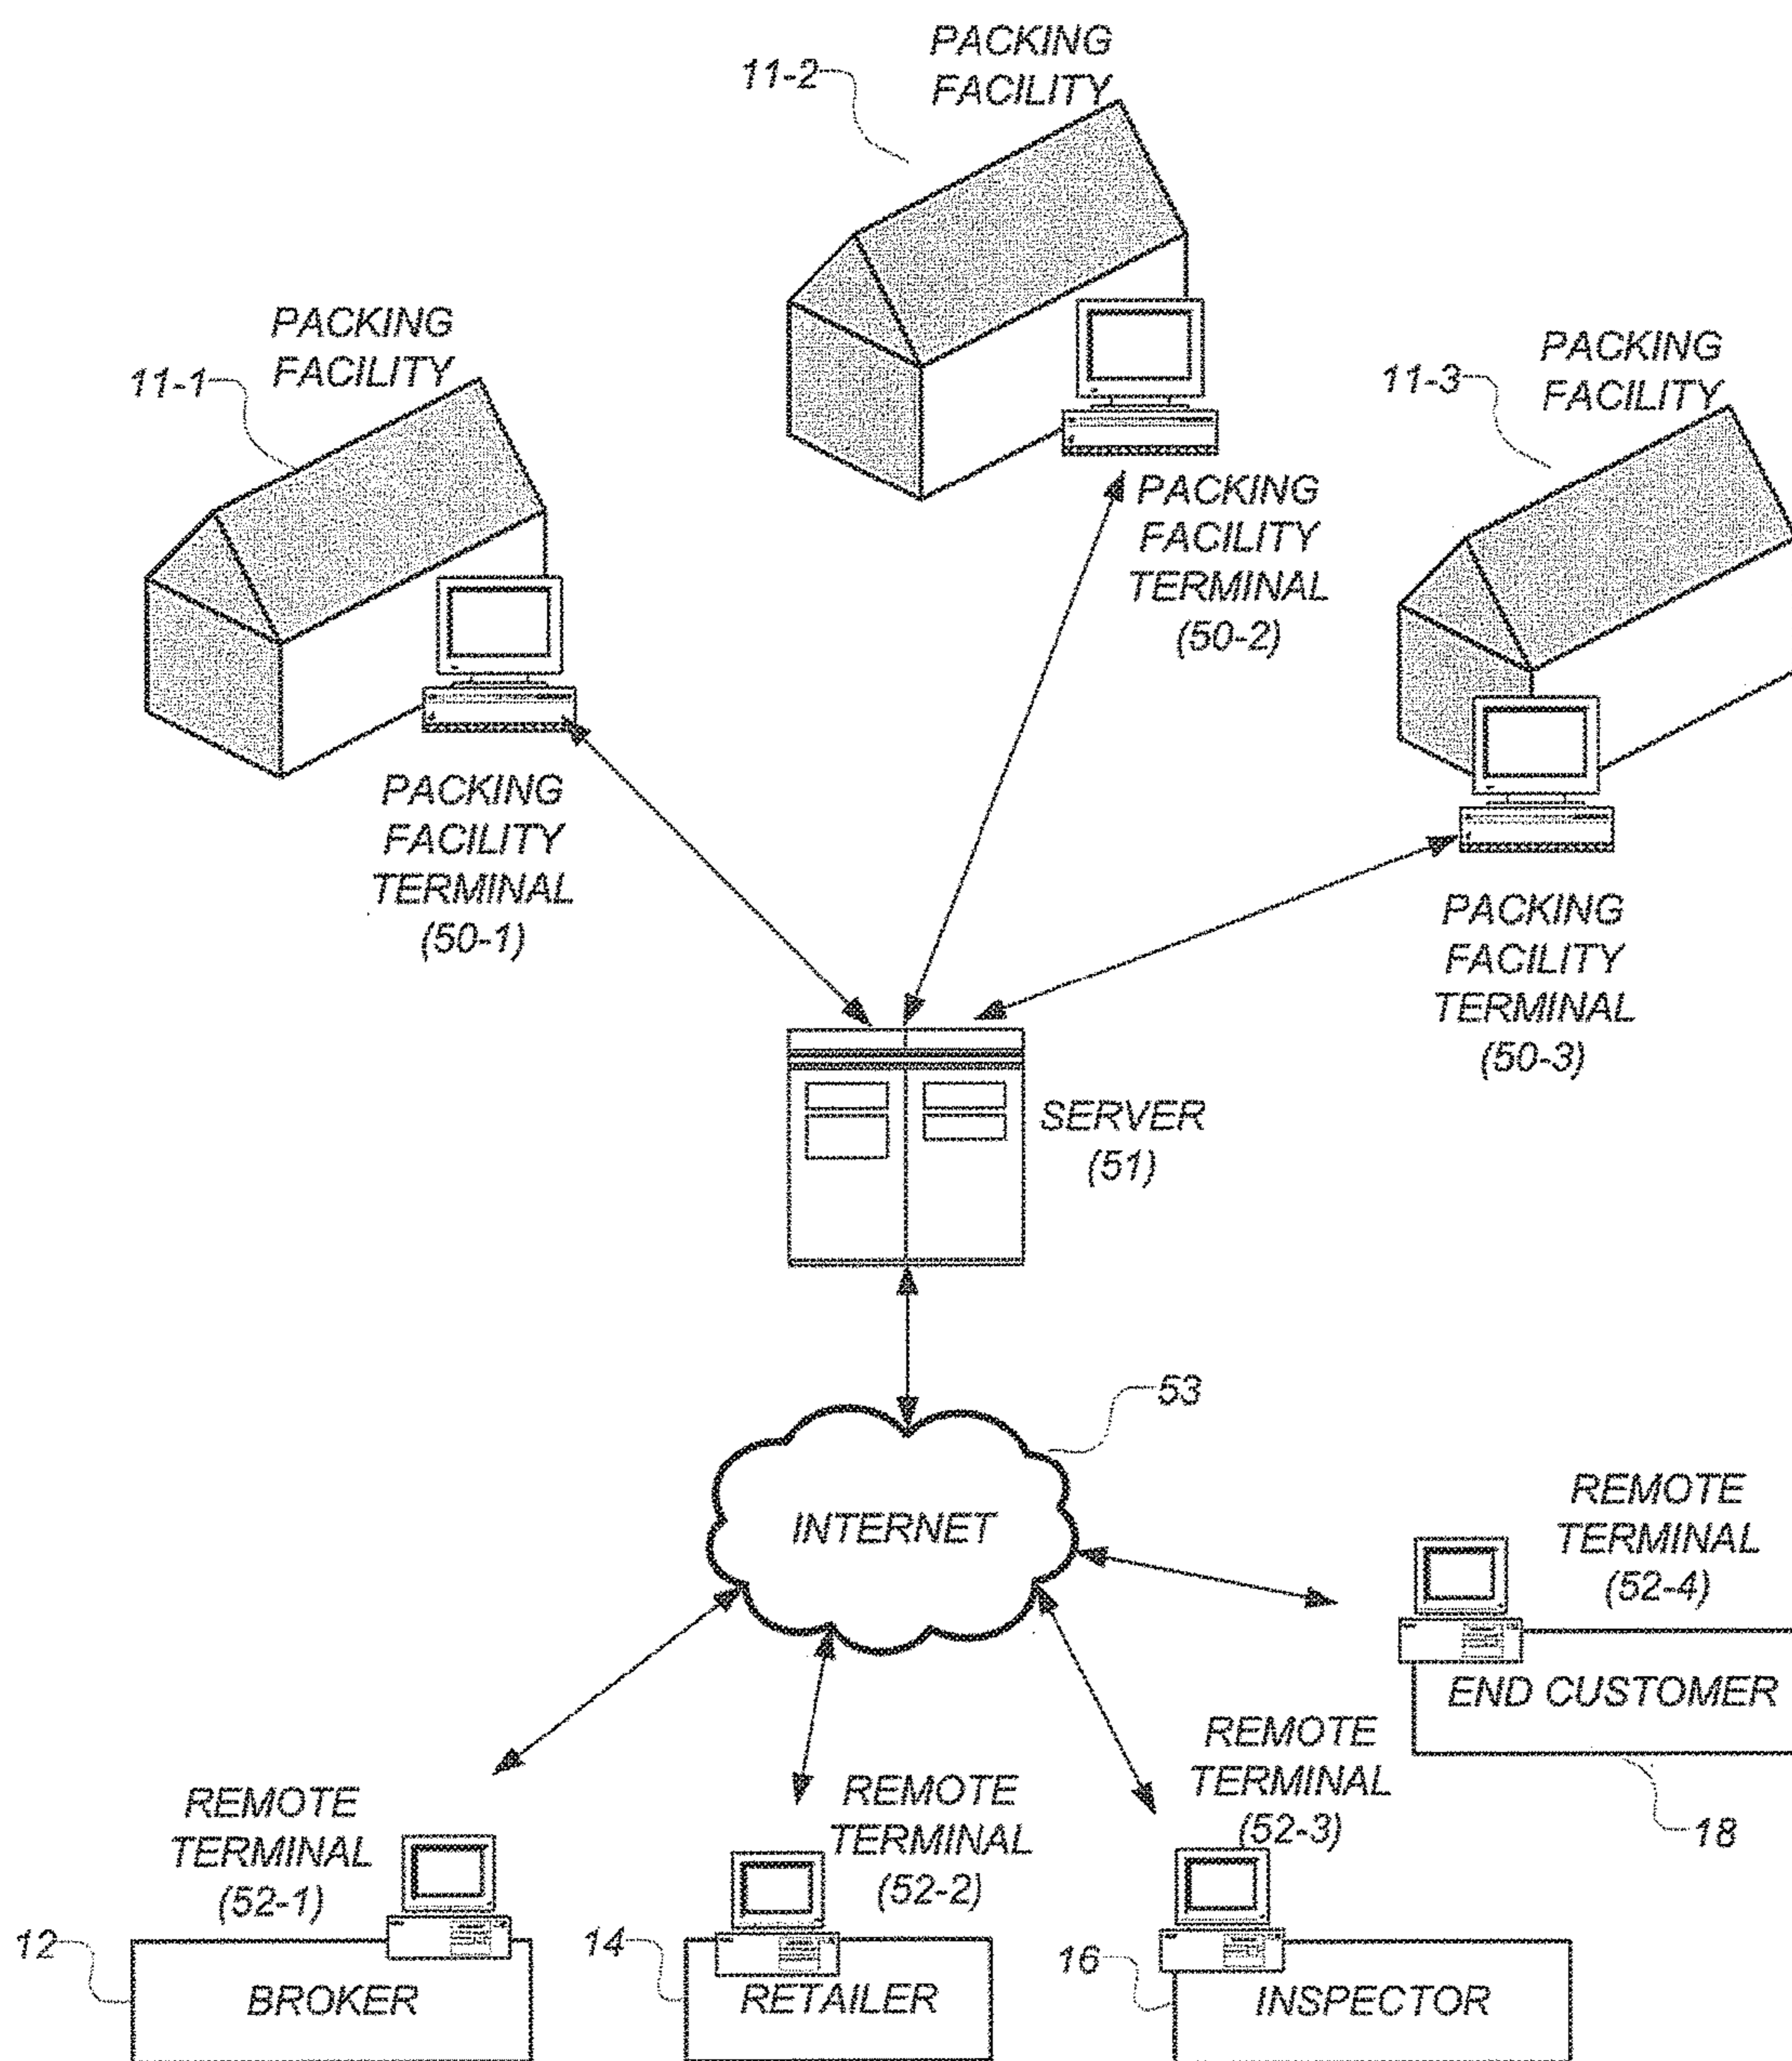 PACKING
FACILITY
11-2
PACKING
FACILITY
11-1
PACKING
FACILITY
11-3
PACKING
FACILITY
TERMINAL
(50-2)
PACKING
FACILITY
TERMINAL
(50-1)
PACKING
FACILITY
TERMINAL
(50-3)
SERVER
(51)
53
INTERNET
REMOTE
TERMINAL
(52-4)
END CUSTOMER
18
REMOTE
TERMINAL
(52-1)
REMOTE
TERMINAL
(52-2)
REMOTE
TERMINAL
(52-3)
12
BROKER
14
RETAILER
16
INSPECTOR